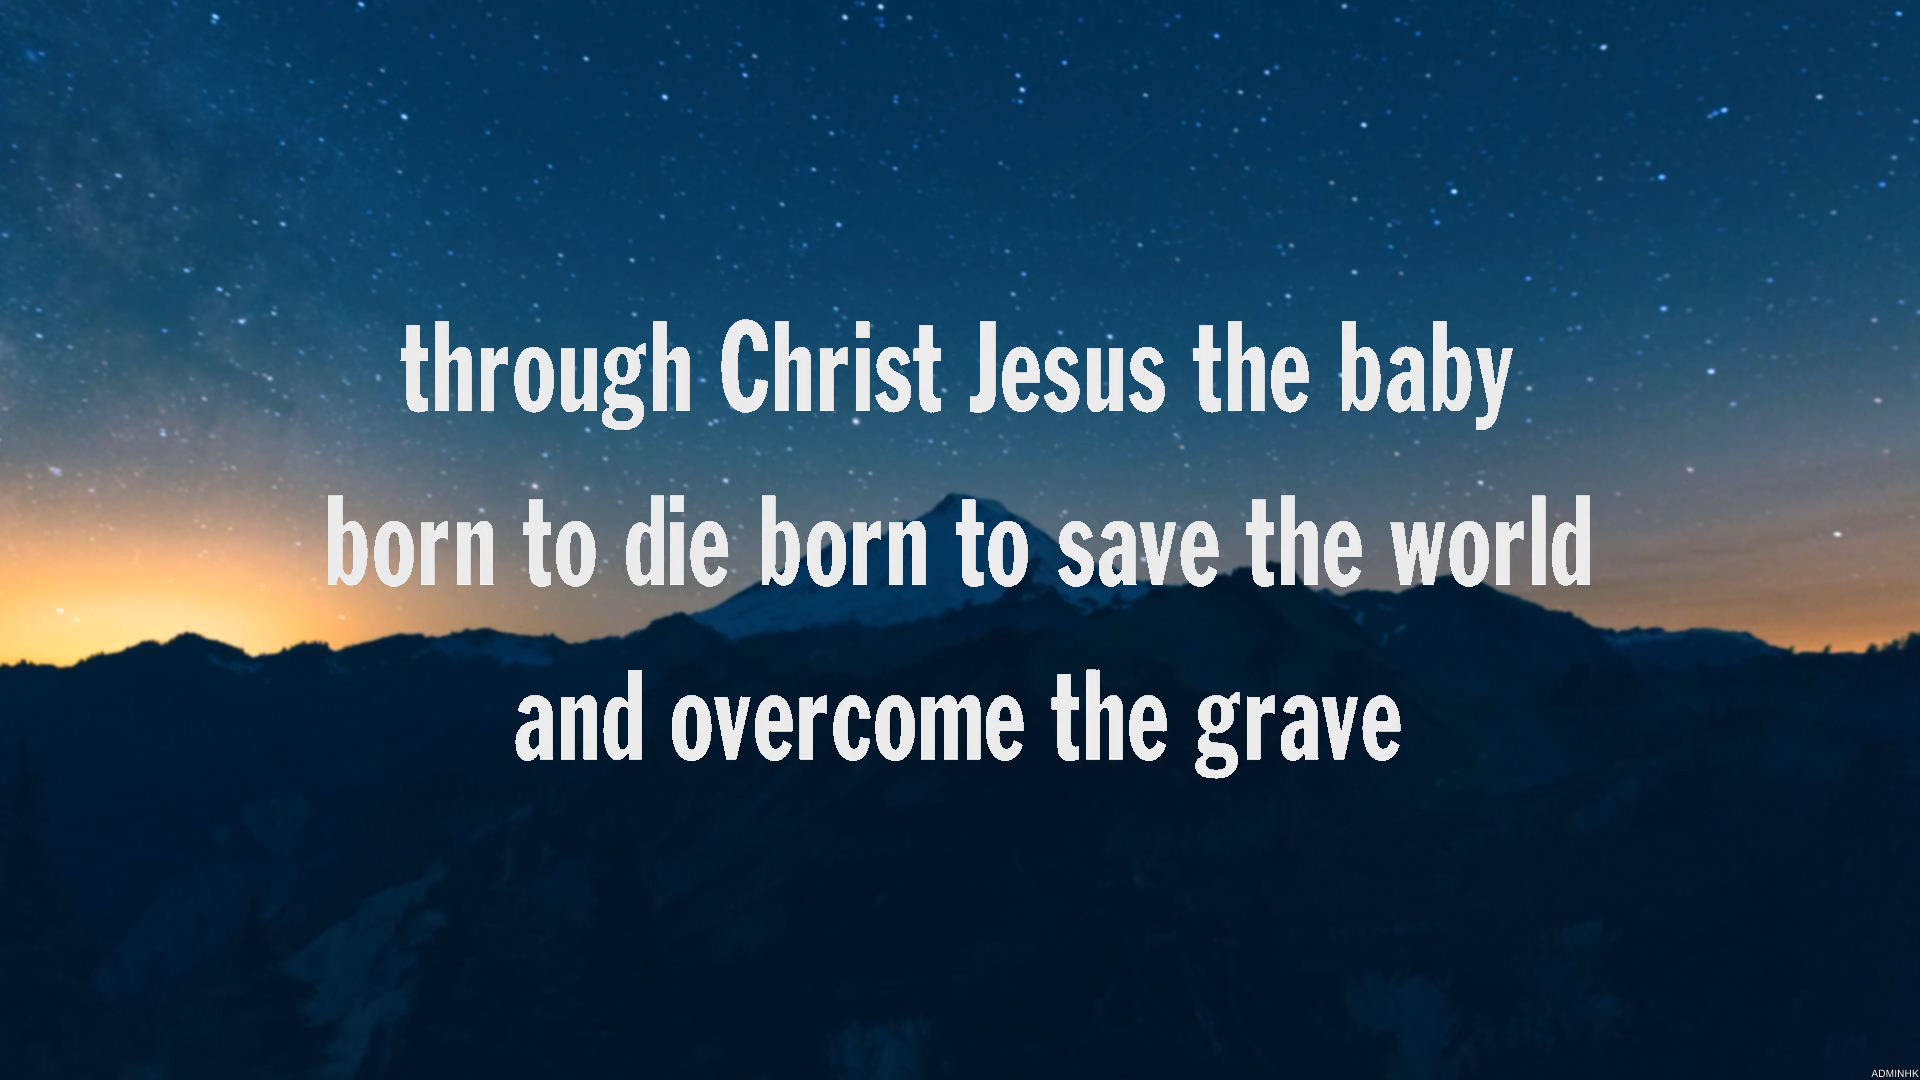 through Christ Jesus the baby
born to die born to save the world
and overcome the grave
ADMINHK